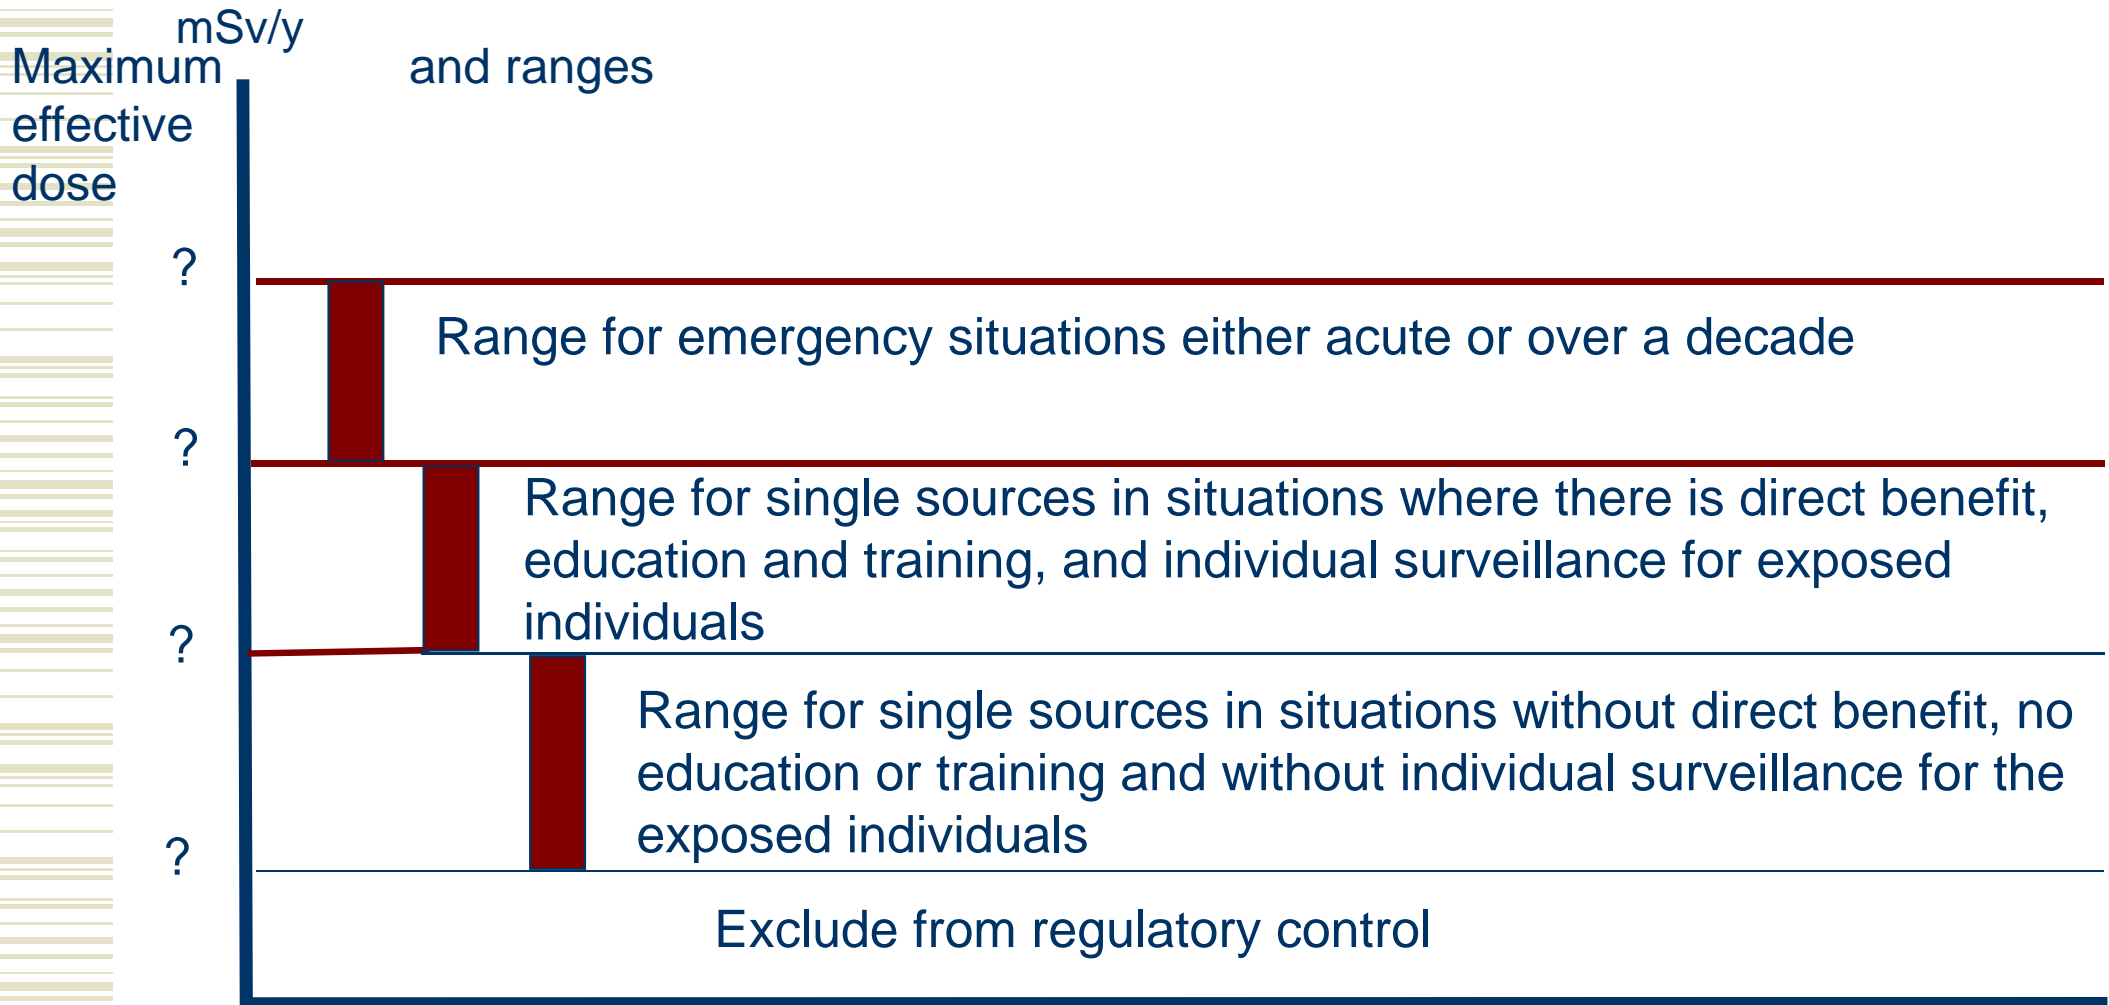 mSv/y
Maximum
effective
dose
and ranges
?
Range for emergency situations either acute or over a decade
?
Range for single sources in situations where there is direct benefit,
education and training, and individual surveillance for exposed
individuals
?
Range for single sources in situations without direct benefit, no
education or training and without individual surveillance for the
exposed individuals
?
Exclude from regulatory control